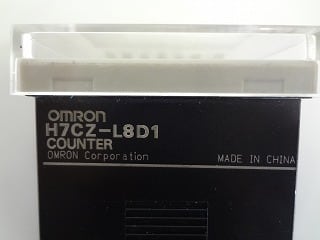 OMRON
H7CZ-L8D1
COUNTER
OMRON Corporation
MADE IN CHINA